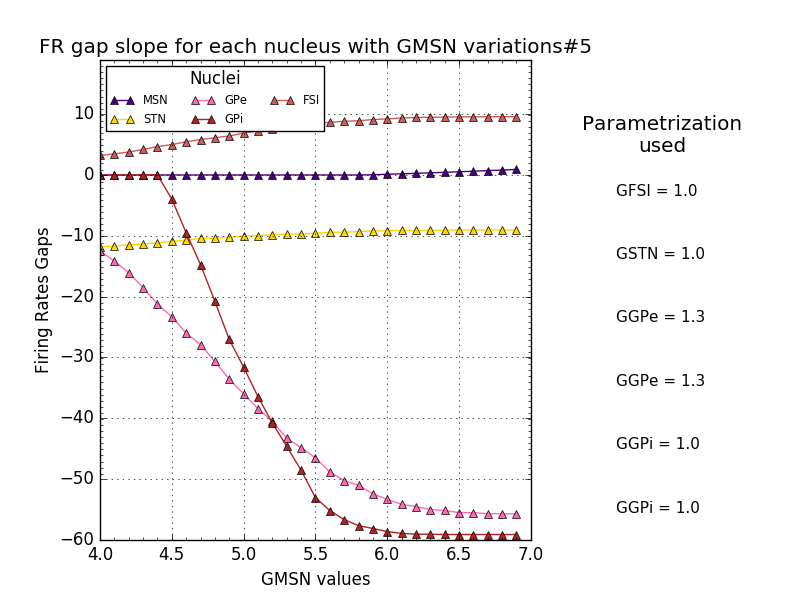 FR gap slope for each nucleus with GMSN variations#5
Nuclei
MSN GPe FSI
STN GPi
10
0
−10
−20
−30
−40
−50
−60
Firing Rates Gaps
4.0 4.5 5.0 5.5 6.0 6.5 7.0
GMSN values
Parametrization
used
GFSI = 1.0
GSTN = 1.0
GGPe = 1.3
GGPe = 1.3
GGPi = 1.0
GGPi = 1.0